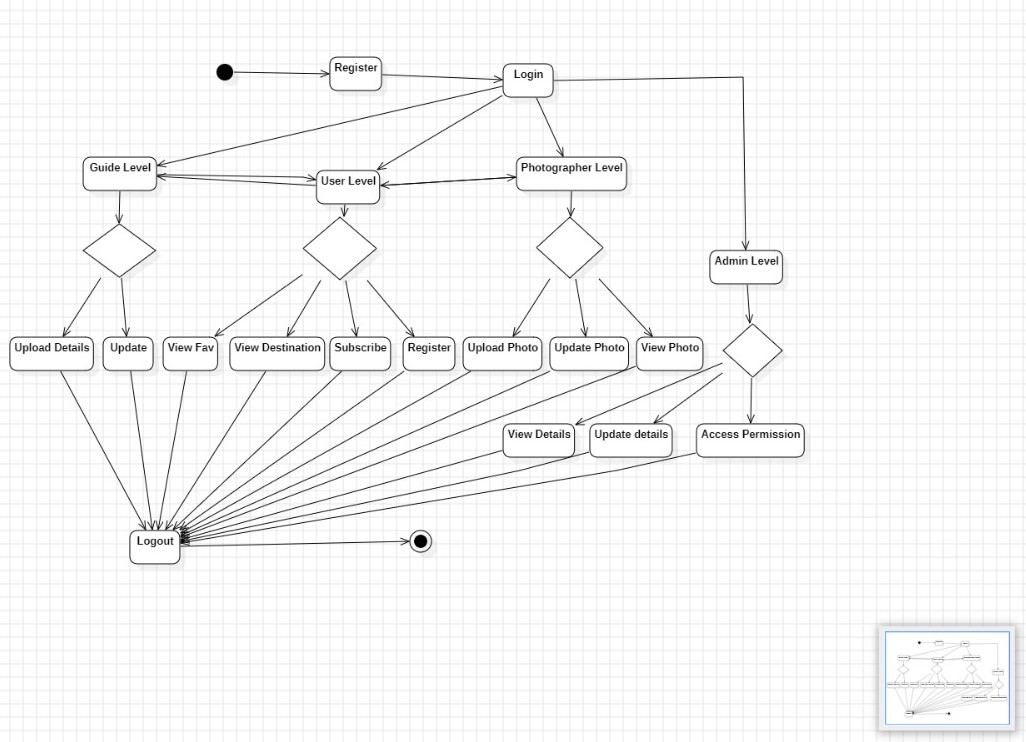 Register
Login
Guide Level
User Level
Photographer Level
Admin Level
Upload Details
Update
View Fav
View Destination
Subscribe
Register
Upload Photo
Update Photo
View Photo
View Details
Update details
Access Permission
Logout